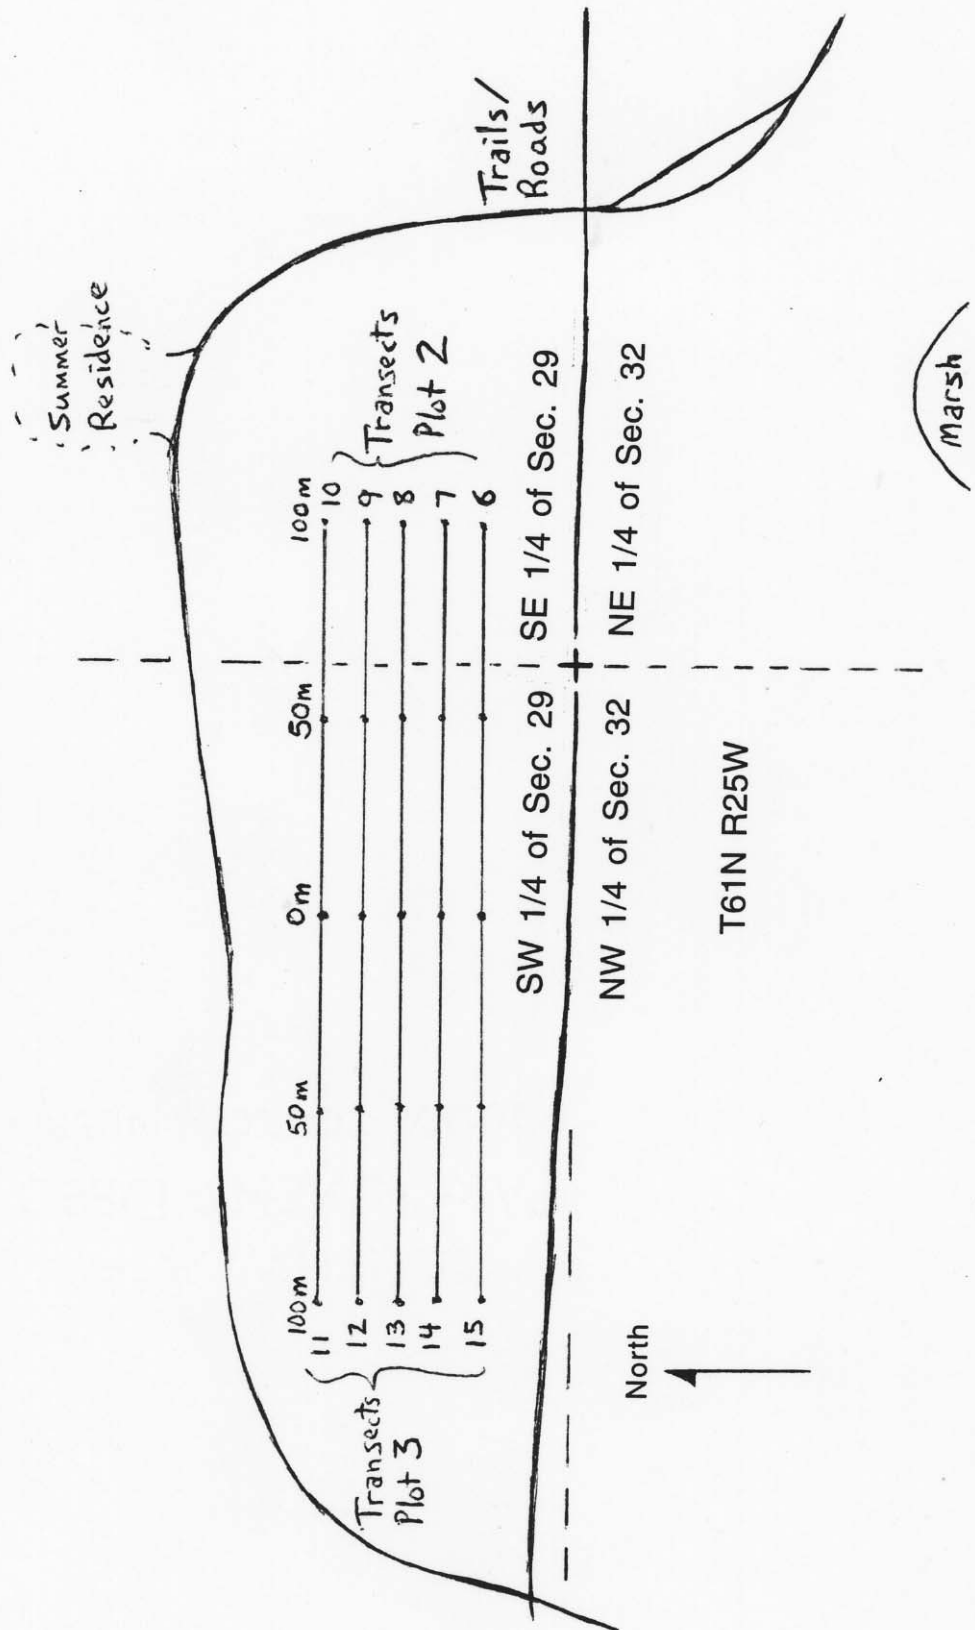 Summer
Residence
Trails/
Roads
100m 50m 0m 50m 100m
11
12
13
14
15
10
9
8
7
6
Transects
Plot 3
Transects
Plot 2
SW 1/4 of Sec. 29
SE 1/4 of Sec. 29
NW 1/4 of Sec. 32
NE 1/4 of Sec. 32
North
T61N R25W
Marsh